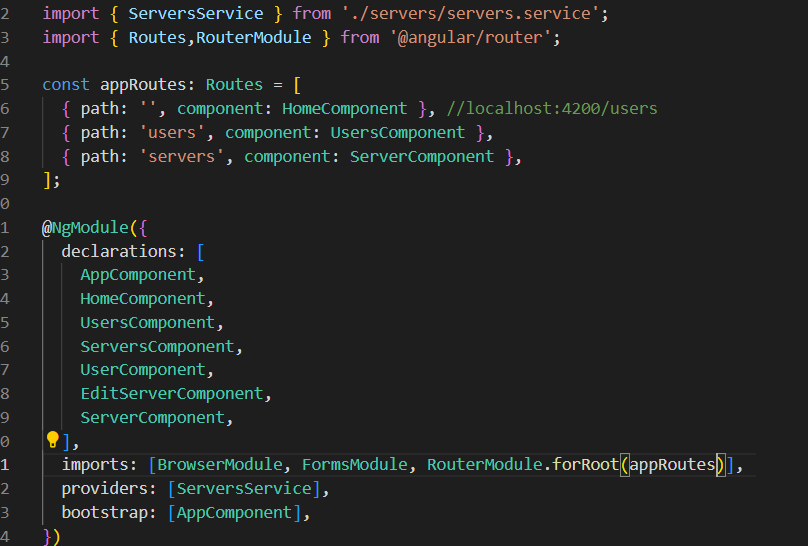 2 import { ServersService } from './servers/servers.service';
3 import { Routes,RouterModule } from '@angular/router';
4
5 const appRoutes: Routes = [
6 { path: '', component: HomeComponent }, //localhost:4200/users
7 { path: 'users', component: UsersComponent },
8 { path: 'servers', component: ServerComponent },
9 ];
0
1 @NgModule({
2 declarations: [
3 AppComponent,
4 HomeComponent,
5 UsersComponent,
6 ServersComponent,
7 UserComponent,
8 EditServerComponent,
9 ServerComponent,
0 ],
1 imports: [BrowserModule, FormsModule, RouterModule.forRoot(appRoutes)],
2 providers: [ServersService],
3 bootstrap: [AppComponent],
4 })